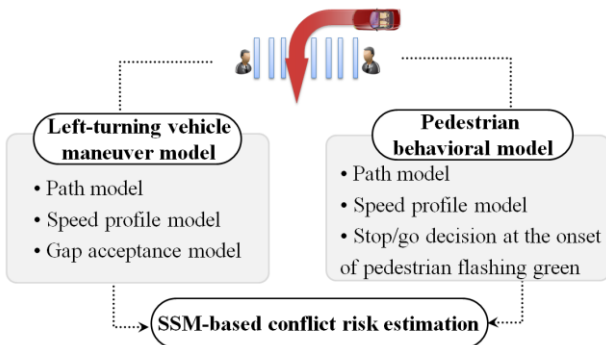 Left-turning vehicle
maneuver model
• Path model
• Speed profile model
• Gap acceptance model
Pedestrian
behavioral model
• Path model
• Speed profile model
• Stop/go decision at the onset
of pedestrian flashing green
SSM-based conflict risk estimation